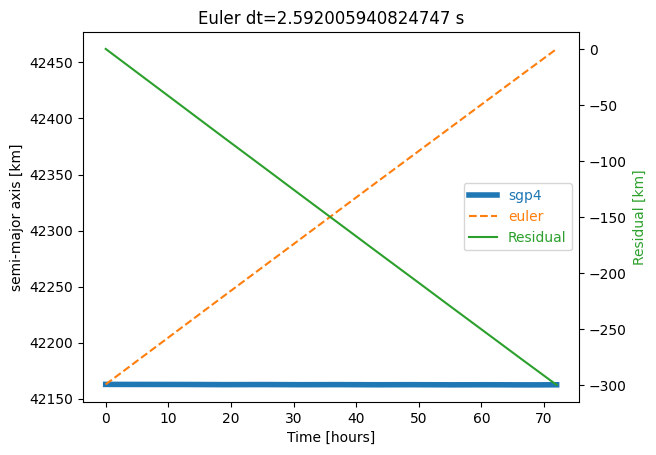 Euler dt=2.592005940824747 s
semi-major axis [km]
42450
42400
42350
42300
42250
42200
42150
0
−50
−100
−150
−200
−250
−300
Residual [km]
sgp4
euler
Residual
0 10 20 30 40 50 60 70
Time [hours]